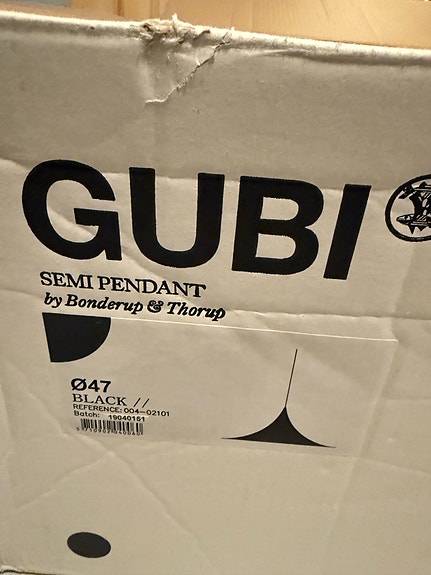 GUBI
SEMI PENDANT
by Bonderup & Thorup
Ø47
BLACK //
REFERENCE: 004-02101
Batch: 19040151